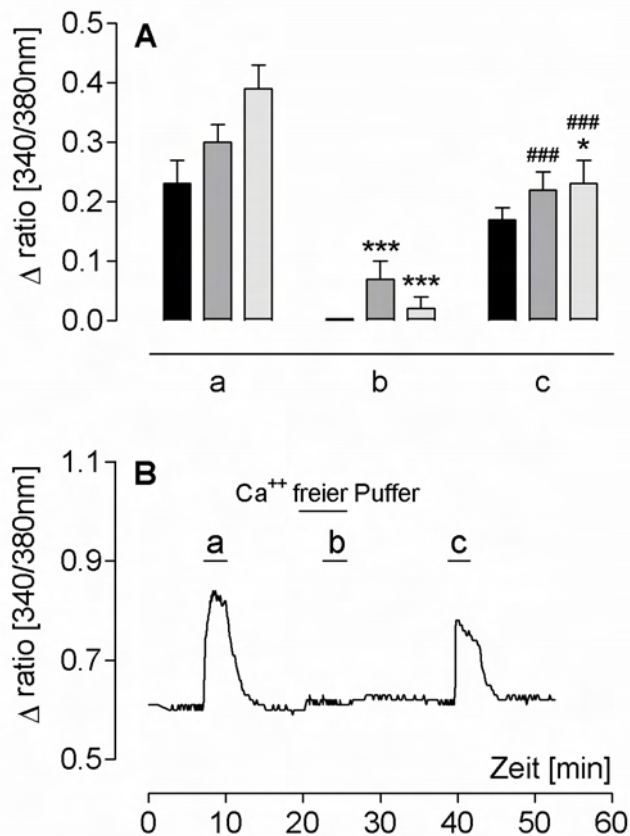 A
Δ ratio [340/380nm]
0.5
0.4
0.3
0.2
0.1
0.0
***
***
###
###
*
a b c
B
Δ ratio [340/380nm]
1.1
0.9
0.7
0.5
Ca++ freier Puffer
a b c
Zeit [min]
0 10 20 30 40 50 60